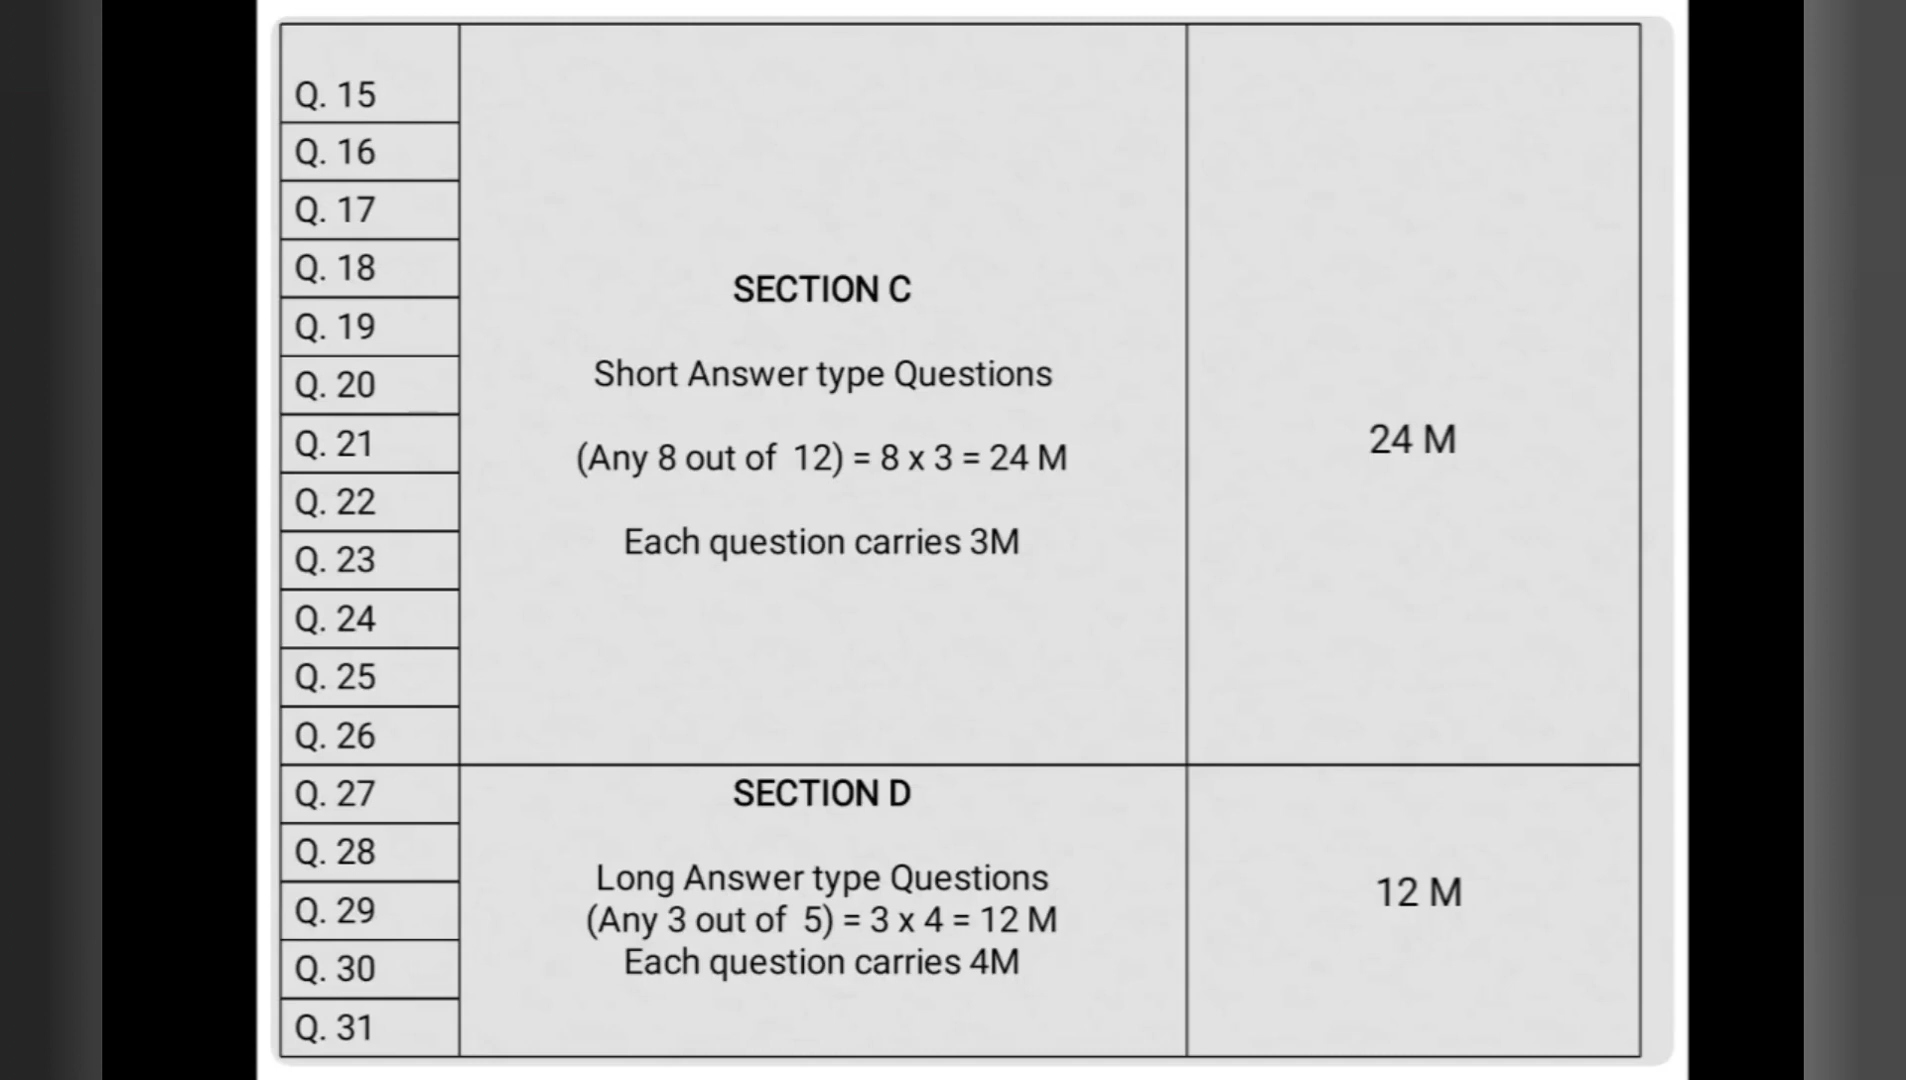 Q. 15
Q. 16
Q. 17
Q. 18
Q. 19
Q. 20
Q. 21
Q. 22
Q. 23
Q. 24
Q. 25
Q. 26
SECTION C
Short Answer type Questions
(Any 8 out of 12) = 8 x 3 = 24 M
Each question carries 3M
24 M
Q. 27
Q. 28
Q. 29
Q. 30
Q. 31
SECTION D
Long Answer type Questions
(Any 3 out of 5) = 3 x 4 = 12 M
Each question carries 4M
12 M